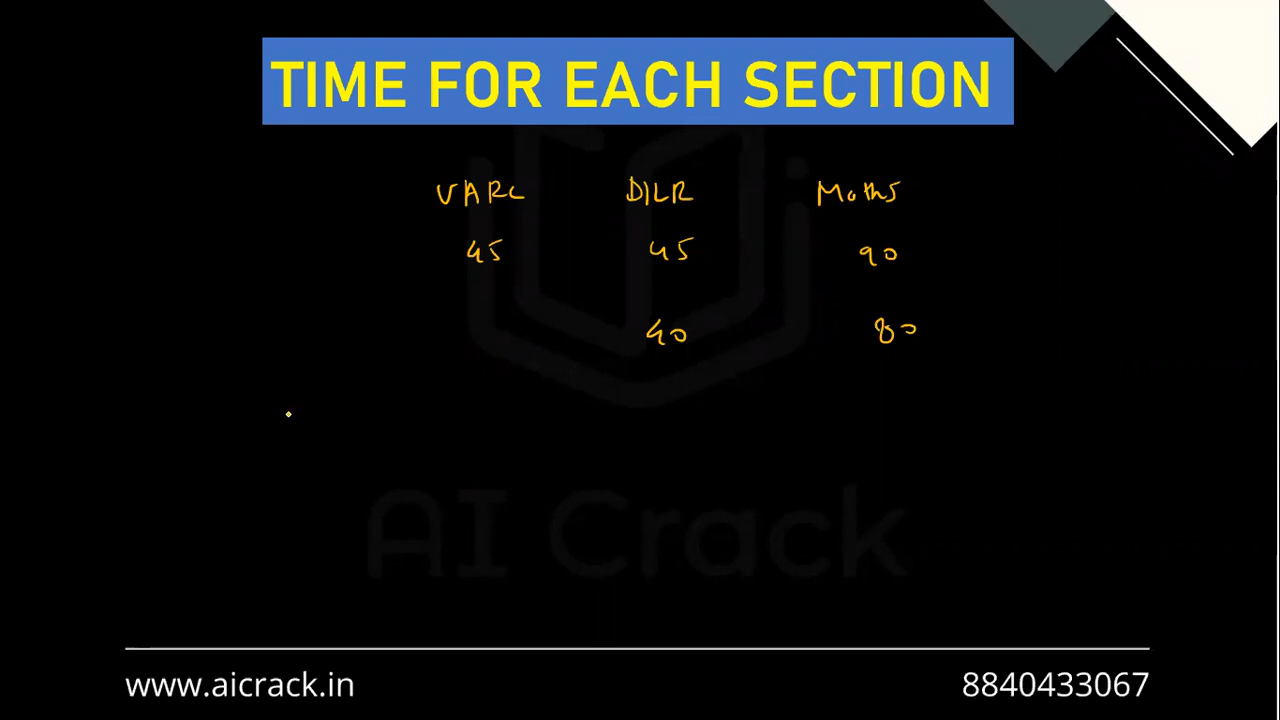 TIME FOR EACH SECTION
VARC DILR Maths
45 45 90
40 80
AI Crack
www.aicrack.in 8840433067